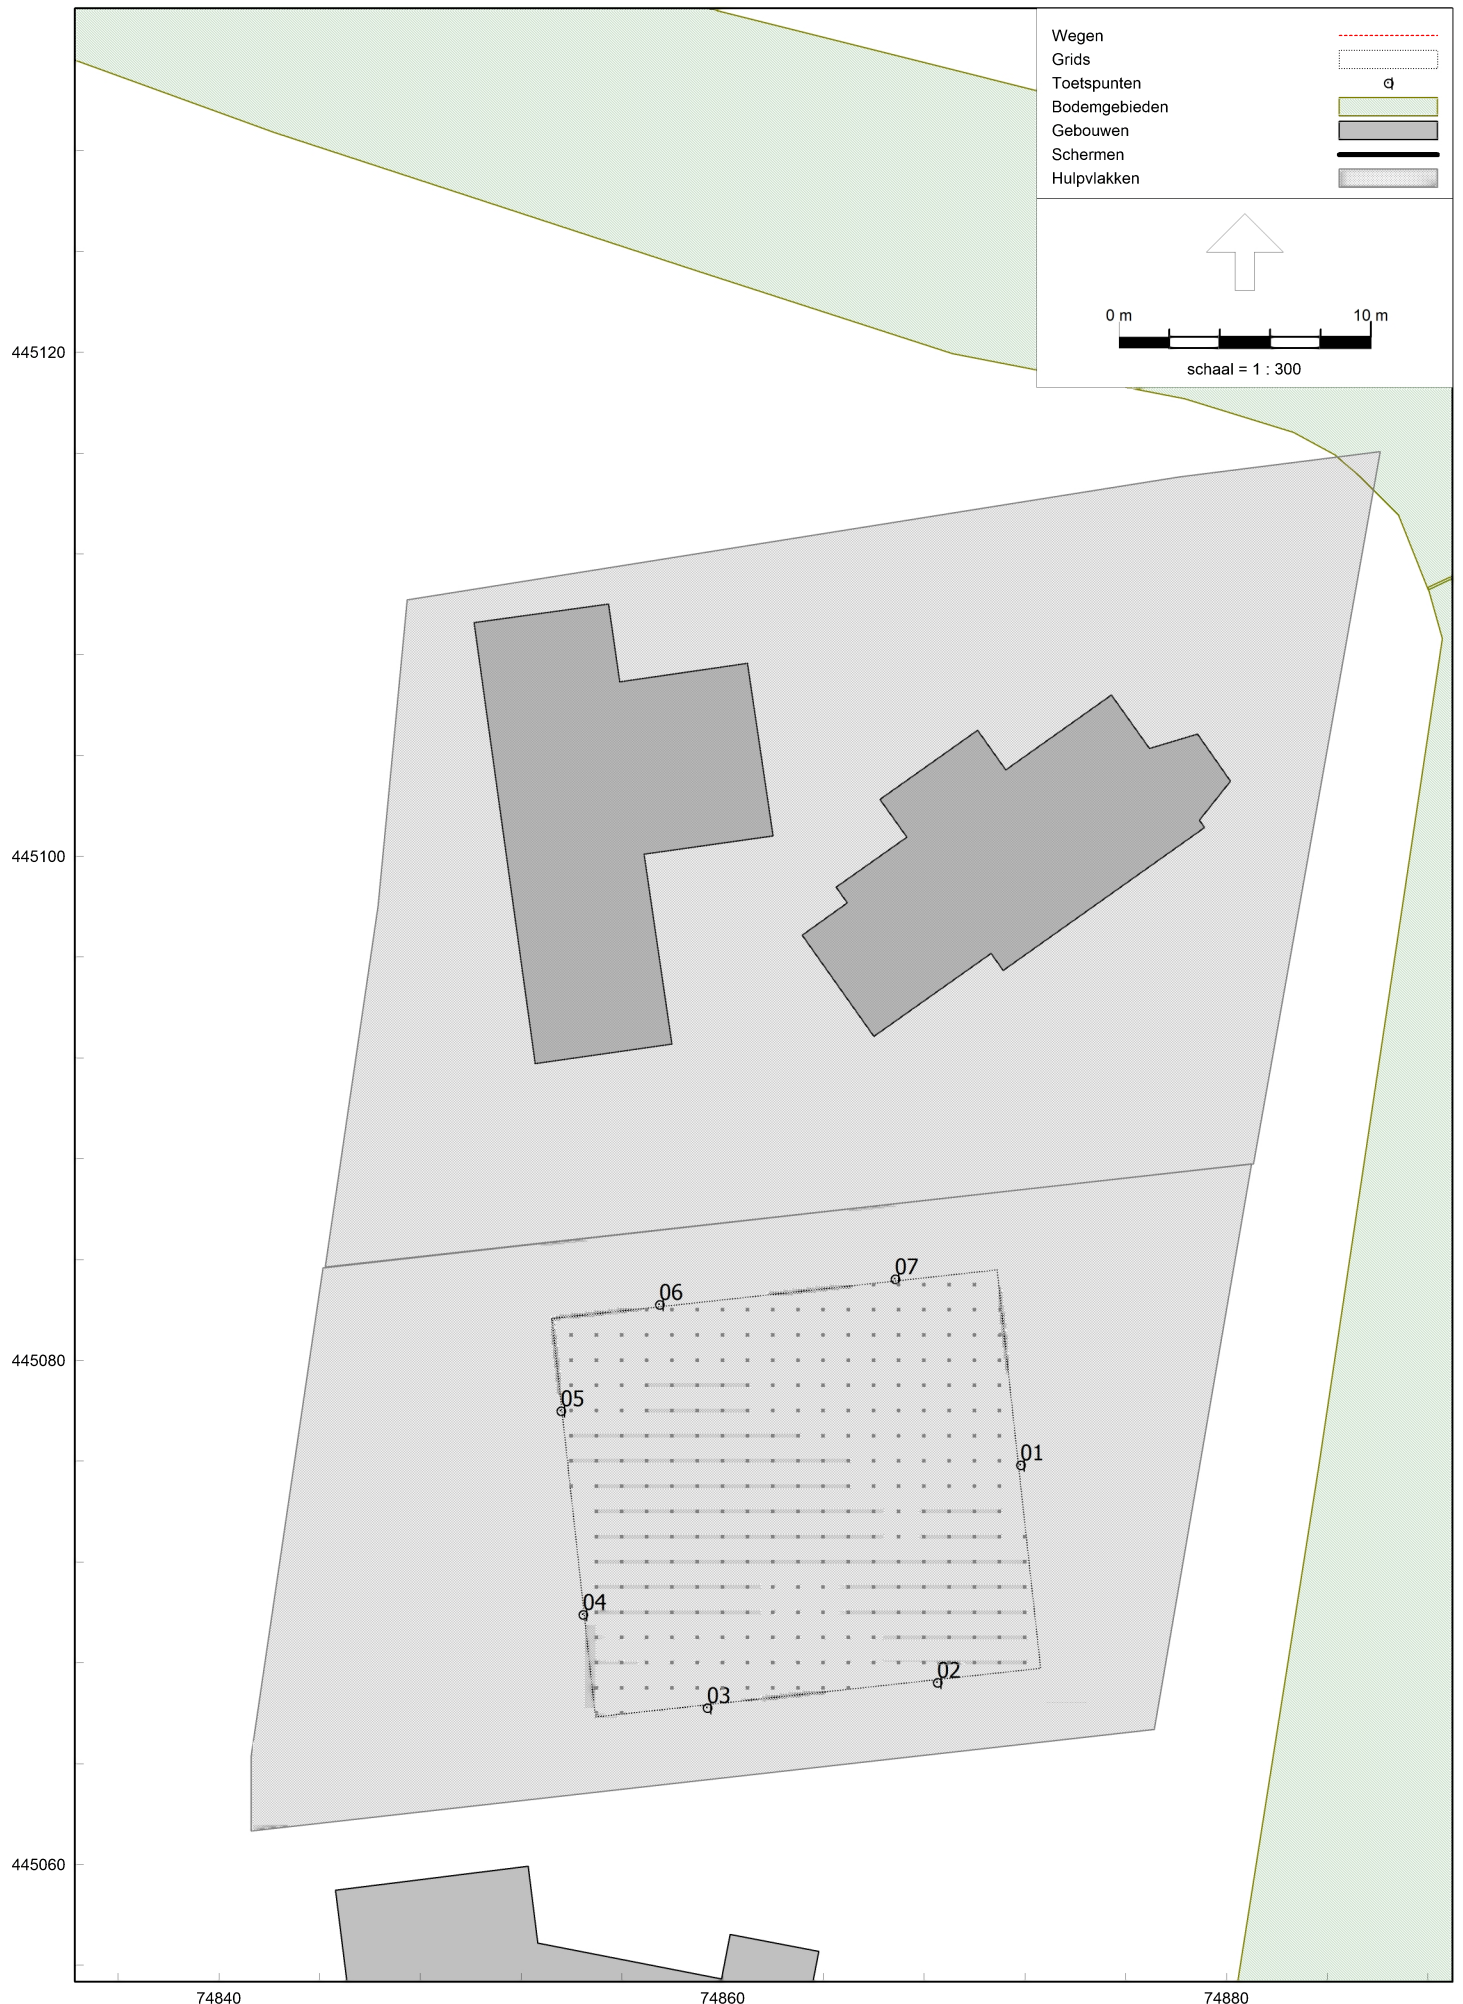 Wegen
Grids
Toetspunten
Bodemgebieden
Gebouwen
Schermen
Hulpvlakken
0 m 10 m
schaal = 1 : 300
445120
445100
07
06
445080
05
01
04
02
03
445060
74840 74860 74880